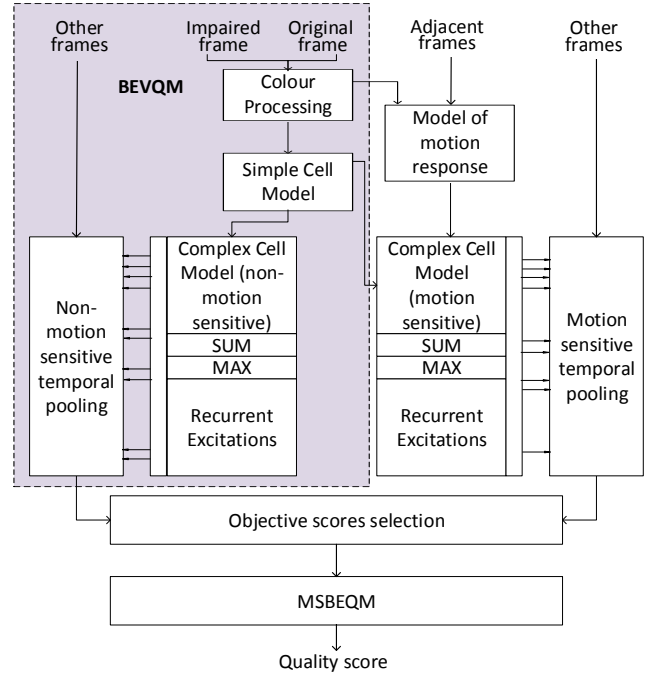 Other
frames
Impaired
frame
Original
frame
Adjacent
frames
Other
frames
BEVQM
Colour
Processing
Model of
motion
response
Simple Cell
Model
Non-
motion
sensitive
temporal
pooling
Complex Cell
Model (non-
motion
sensitive)
SUM
MAX
Recurrent
Excitations
Complex Cell
Model
(motion
sensitive)
SUM
MAX
Recurrent
Excitations
Motion
sensitive
temporal
pooling
Objective scores selection
MSBEQM
Quality score